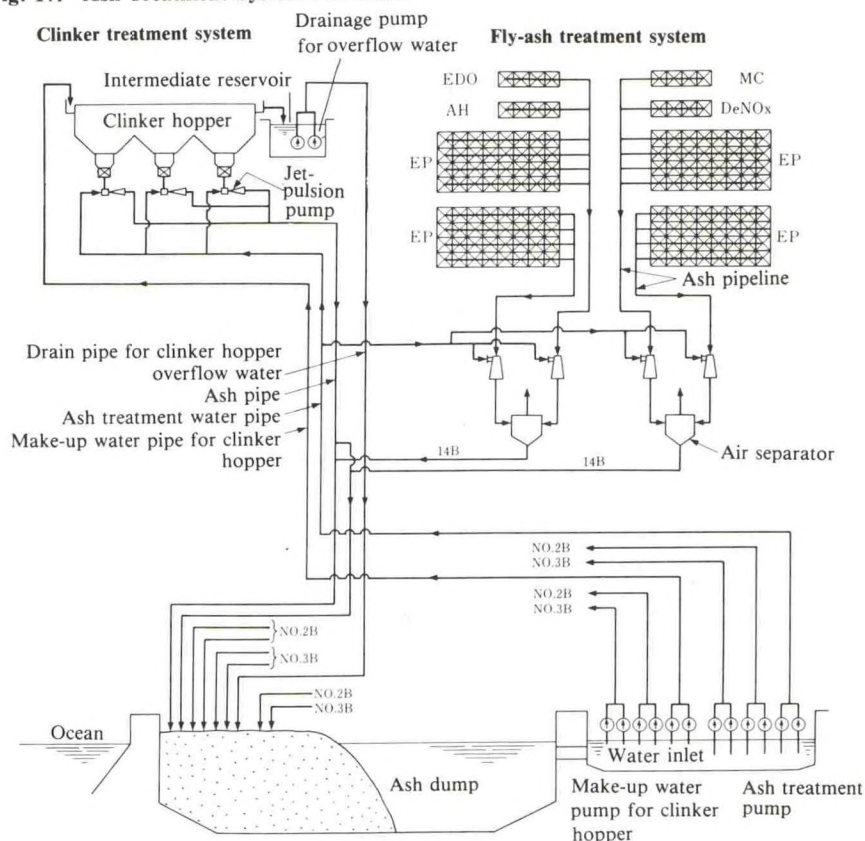 Clinker treatment system
Drainage pump
for overflow water
Fly-ash treatment system
Intermediate reservoir
Clinker hopper
Jet-
pulsion
pump
EDO
AH
EP
EP
MC
DeNOx
EP
EP
Ash pipeline
Drain pipe for clinker hopper
overflow water
Ash pipe
Ash treatment water pipe
Make-up water pipe for clinker
hopper
14B
14B
Air separator
NO.2B
NO.3B
NO.2B
NO.3B
NO.2B
NO.3B
NO.2B
NO.3B
Ocean
Ash dump
Water inlet
Make-up water
pump for clinker
hopper
Ash treatment
pump